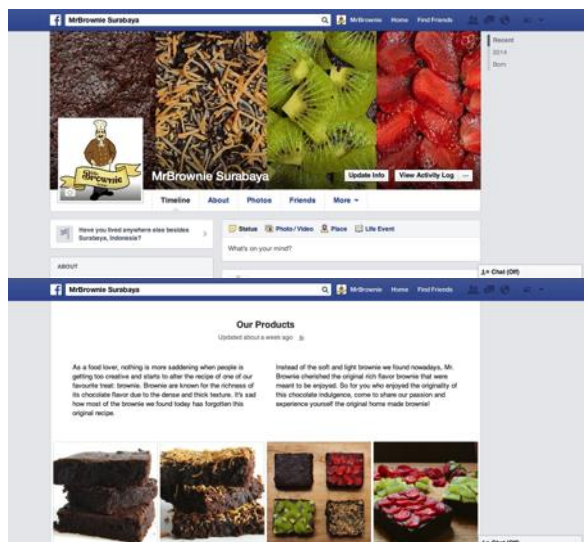 MrBrownie Surabaya
MrBrownie Home Find Friends
Recent
2014
Born
Brownie
MrBrownie Surabaya
Update Info View Activity Log ...
Timeline About Photos Friends More
Have you lived anywhere else besides
Surabaya, Indonesia?
Status Photo / Video Place Life Event
What's on your mind?
ABOUT
Chat (Off)
MrBrownie Surabaya
MrBrownie Home Find Friends
Our Products
Updated about a week ago
As a food lover, nothing is more saddening when people is
getting too creative and starts to alter the recipe of one of our
favourite treat: brownie. Brownie are known for the richness of
its chocolate flavor due to the dense and thick texture. It's sad
how most of the brownie we found today has forgotten this
original recipe.
Instead of the soft and light brownie we found nowadays, Mr.
Brownie cherished the original rich flavor brownie that were
meant to be enjoyed. So for you who enjoyed the originality of
this chocolate indulgence, come to share our passion and
experience yourself the original home made brownie!
Chat (Off)